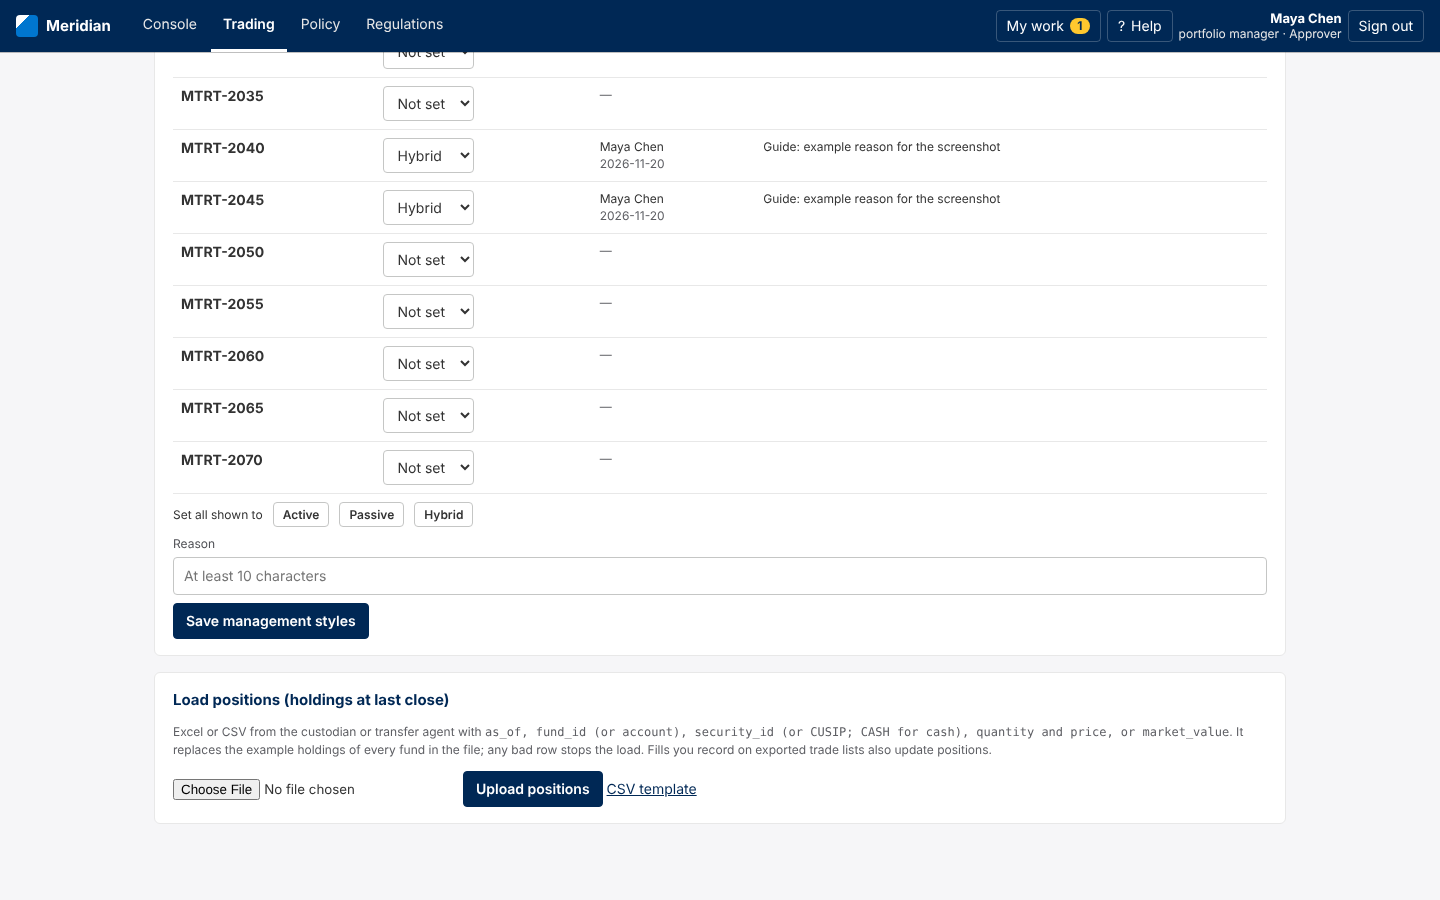 Meridian
Console
Trading
Policy
Regulations
My work 1
? Help
Maya Chen
portfolio manager · Approver
Sign out
Not set
MTRT-2035 Not set —
MTRT-2040 Hybrid Maya Chen Guide: example reason for the screenshot
2026-11-20
MTRT-2045 Hybrid Maya Chen Guide: example reason for the screenshot
2026-11-20
MTRT-2050 Not set —
MTRT-2055 Not set —
MTRT-2060 Not set —
MTRT-2065 Not set —
MTRT-2070 Not set —
Set all shown to Active Passive Hybrid
Reason
At least 10 characters
Save management styles
Load positions (holdings at last close)
Excel or CSV from the custodian or transfer agent with as_of, fund_id (or account), security_id (or CUSIP; CASH for cash), quantity and price, or market_value. It
replaces the example holdings of every fund in the file; any bad row stops the load. Fills you record on exported trade lists also update positions.
Choose File No file chosen Upload positions CSV template